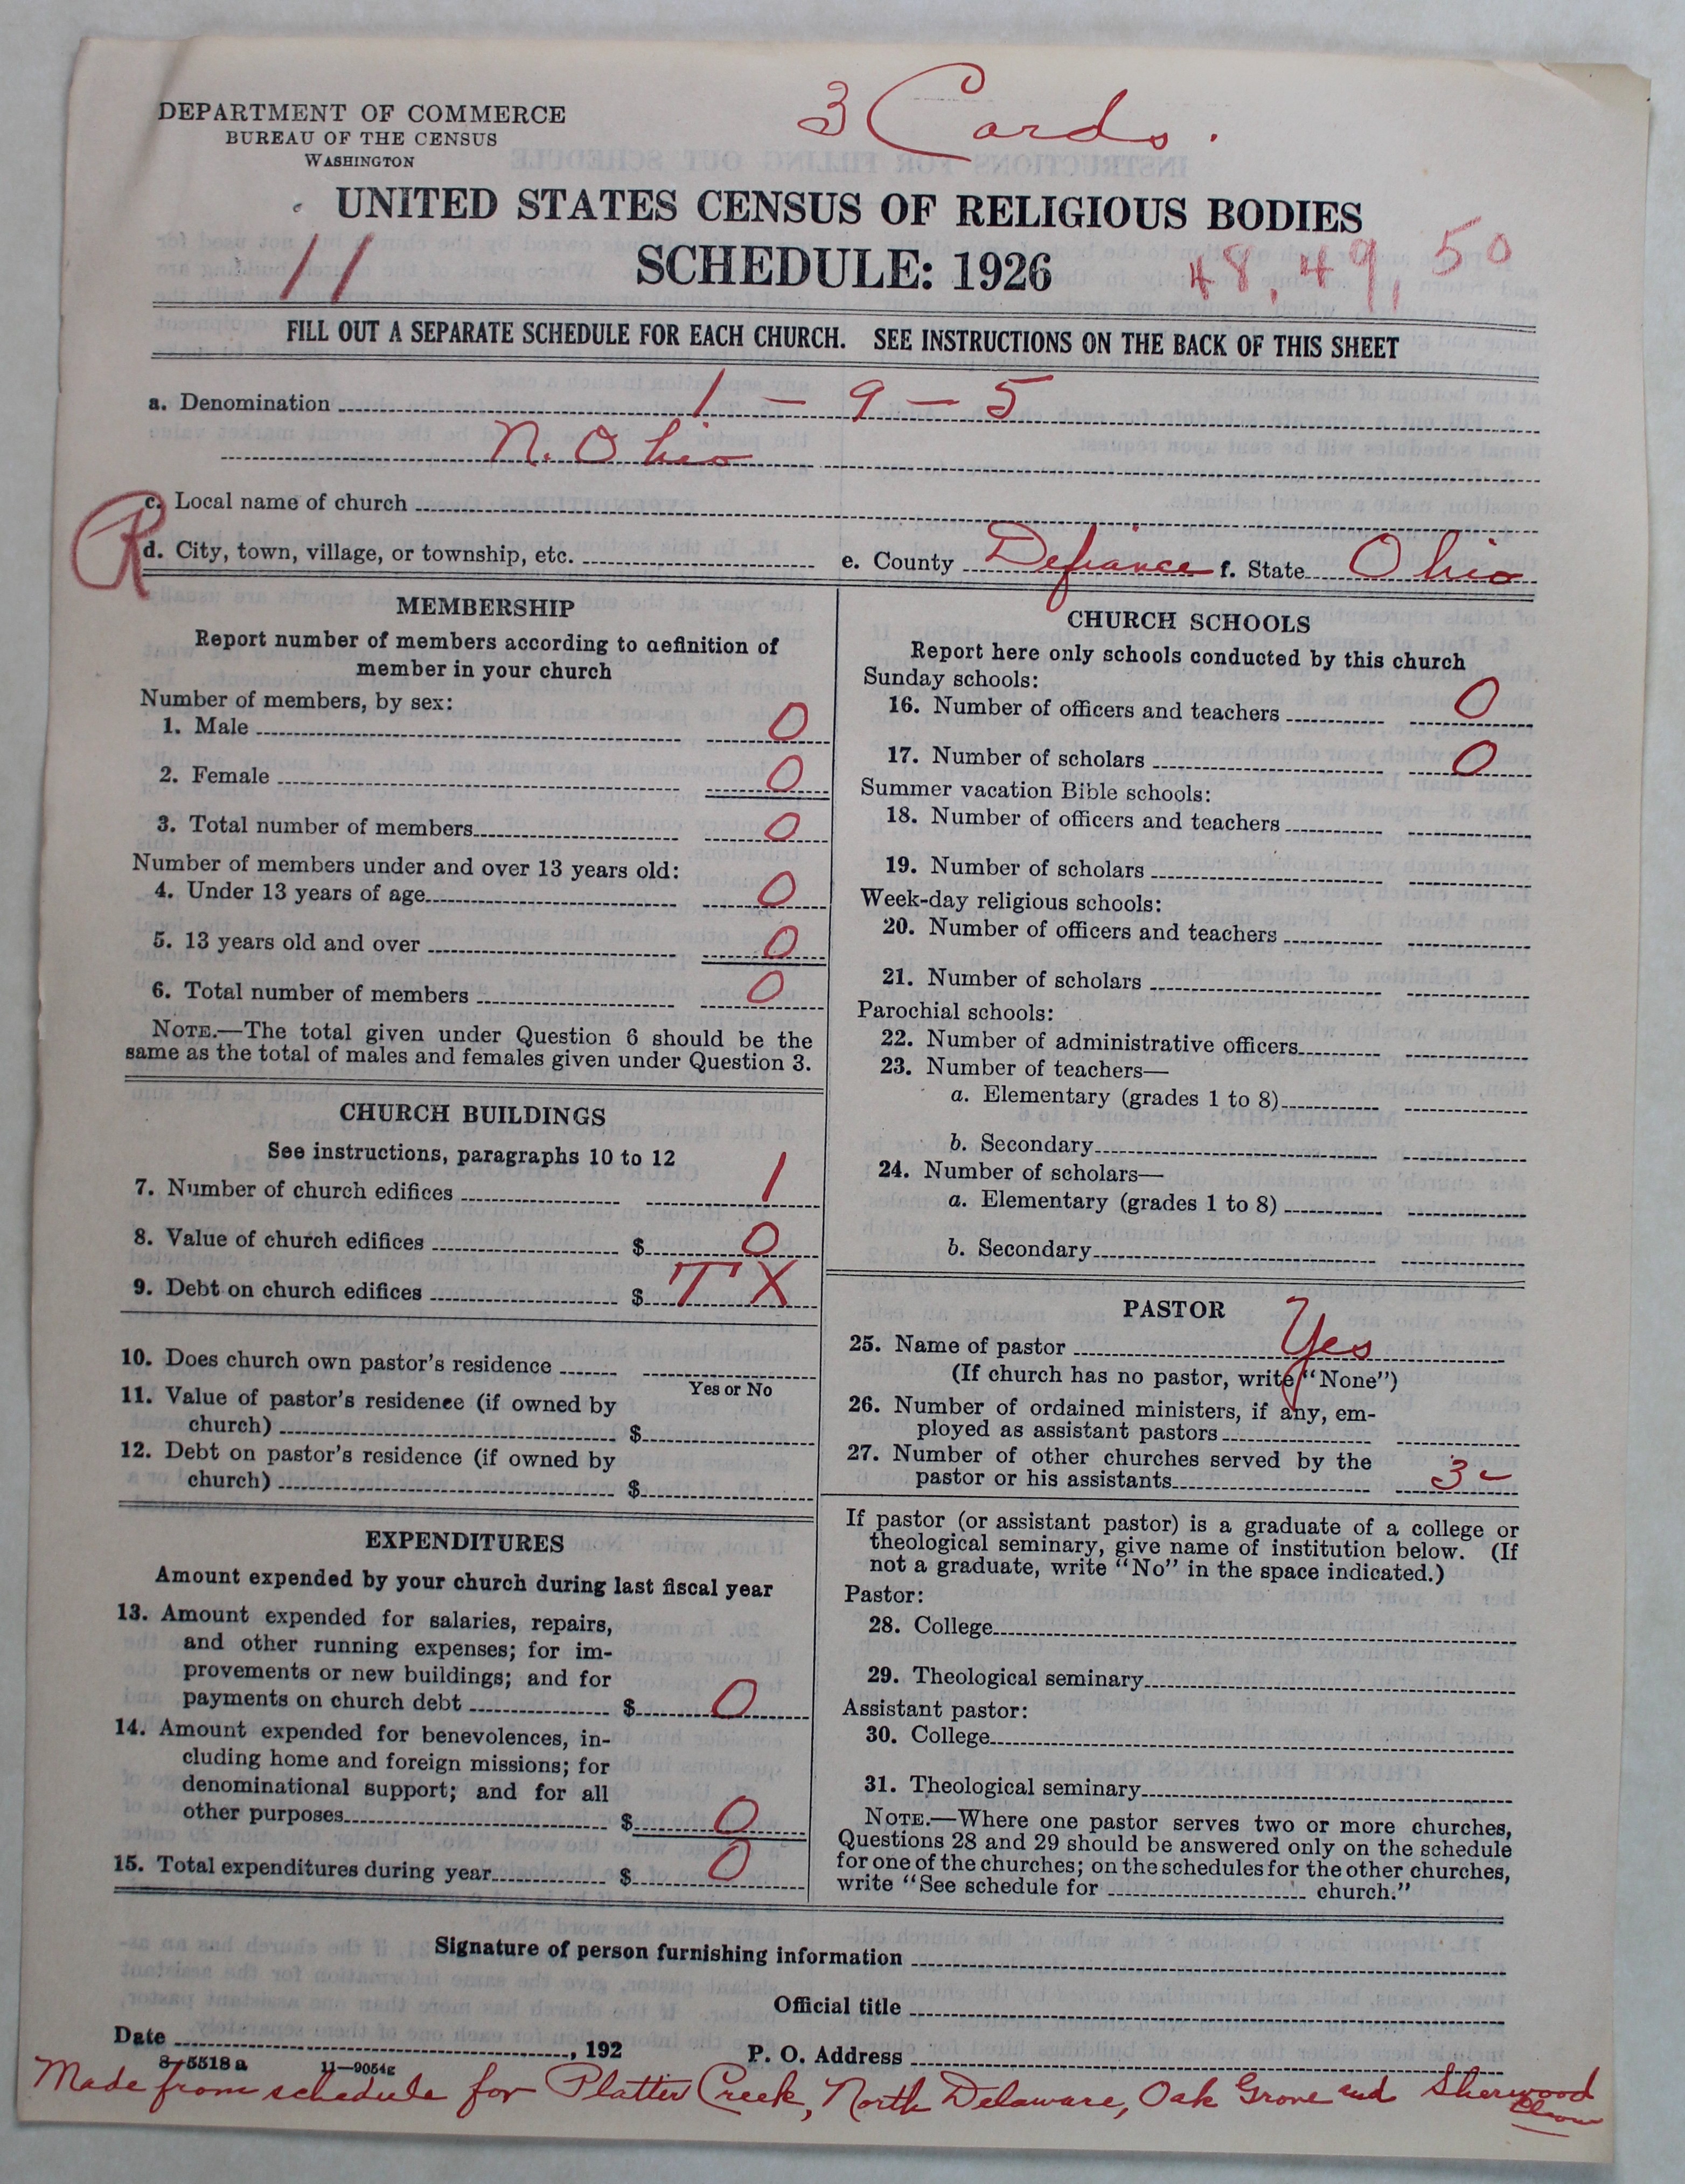 3 Cards.
DEPARTMENT OF COMMERCE
BUREAU OF THE CENSUS
WASHINGTON
UNITED STATES CENSUS OF RELIGIOUS BODIES
11 SCHEDULE: 1926 48, 49, 50
FILL OUT A SEPARATE SCHEDULE FOR EACH CHURCH. SEE INSTRUCTIONS ON THE BACK OF THIS SHEET
a. Denomination 1 - 9 - 5
N. Ohio
R
c. Local name of church
d. City, town, village, or township, etc. e. County Defiance f. State Ohio
MEMBERSHIP
Report number of members according to definition of
member in your church
Number of members, by sex:
1. Male 0
2. Female 0
3. Total number of members 0
Number of members under and over 13 years old:
4. Under 13 years of age 0
5. 13 years old and over 0
6. Total number of members 0
NOTE.—The total given under Question 6 should be the
same as the total of males and females given under Question 3.
CHURCH BUILDINGS
See instructions, paragraphs 10 to 12
7. Number of church edifices 1
8. Value of church edifices $ 0
9. Debt on church edifices $ T X
10. Does church own pastor's residence
Yes or No
11. Value of pastor's residence (if owned by
church) $
12. Debt on pastor's residence (if owned by
church) $
EXPENDITURES
Amount expended by your church during last fiscal year
13. Amount expended for salaries, repairs,
and other running expenses; for im-
provements or new buildings; and for
payments on church debt $ 0
14. Amount expended for benevolences, in-
cluding home and foreign missions; for
denominational support; and for all
other purposes $ 0
15. Total expenditures during year $ 0
CHURCH SCHOOLS
Report here only schools conducted by this church
Sunday schools:
16. Number of officers and teachers 0
17. Number of scholars 0
Summer vacation Bible schools:
18. Number of officers and teachers
19. Number of scholars
Week-day religious schools:
20. Number of officers and teachers
21. Number of scholars
Parochial schools:
22. Number of administrative officers
23. Number of teachers—
a. Elementary (grades 1 to 8)
b. Secondary
24. Number of scholars—
a. Elementary (grades 1 to 8)
b. Secondary
PASTOR
25. Name of pastor Yes
(If church has no pastor, write "None")
26. Number of ordained ministers, if any, em-
ployed as assistant pastors
27. Number of other churches served by the
pastor or his assistants 3-
If pastor (or assistant pastor) is a graduate of a college or
theological seminary, give name of institution below. (If
not a graduate, write "No" in the space indicated.)
Pastor:
28. College
29. Theological seminary
Assistant pastor:
30. College
31. Theological seminary
NOTE.—Where one pastor serves two or more churches,
Questions 28 and 29 should be answered only on the schedule
for one of the churches; on the schedules for the other churches,
write "See schedule for church."
Signature of person furnishing information
Official title
Date , 192 P. O. Address
8-5518 a 11—9054g
Made from schedule for Platter Creek, North Delaware, Oak Grove and Sherwood